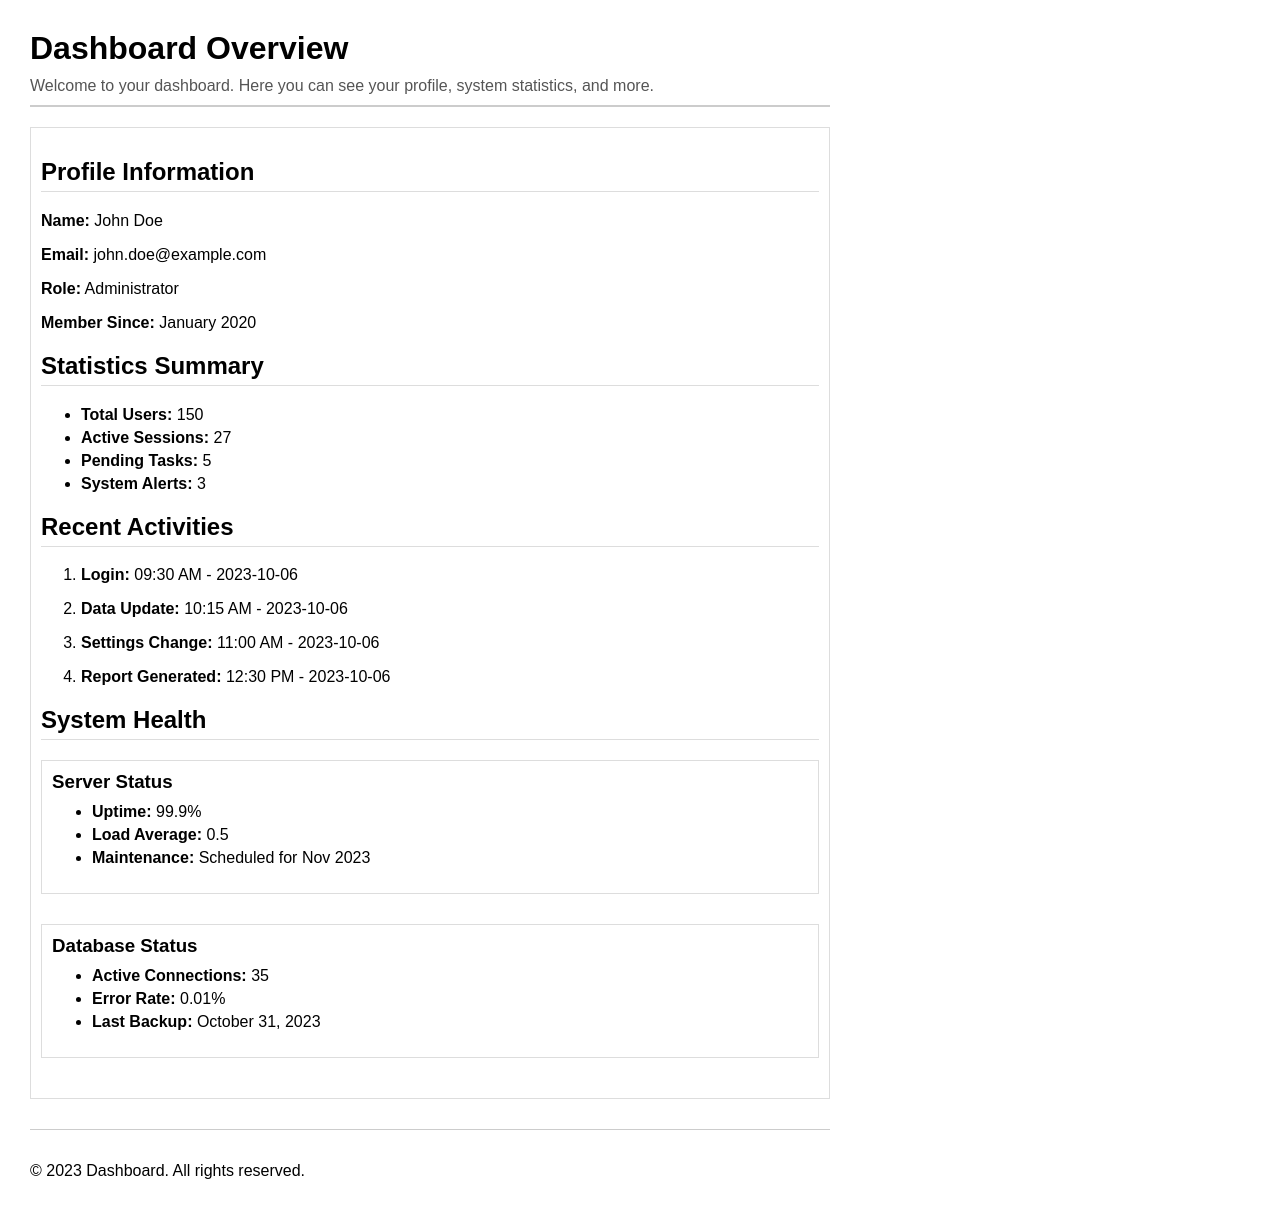 Dashboard Overview
Welcome to your dashboard. Here you can see your profile, system statistics, and more.
Profile Information
Name: John Doe
Email: john.doe@example.com
Role: Administrator
Member Since: January 2020
Statistics Summary
• Total Users: 150
• Active Sessions: 27
• Pending Tasks: 5
• System Alerts: 3
Recent Activities
1. Login: 09:30 AM - 2023-10-06
2. Data Update: 10:15 AM - 2023-10-06
3. Settings Change: 11:00 AM - 2023-10-06
4. Report Generated: 12:30 PM - 2023-10-06
System Health
Server Status
• Uptime: 99.9%
• Load Average: 0.5
• Maintenance: Scheduled for Nov 2023
Database Status
• Active Connections: 35
• Error Rate: 0.01%
• Last Backup: October 31, 2023
© 2023 Dashboard. All rights reserved.